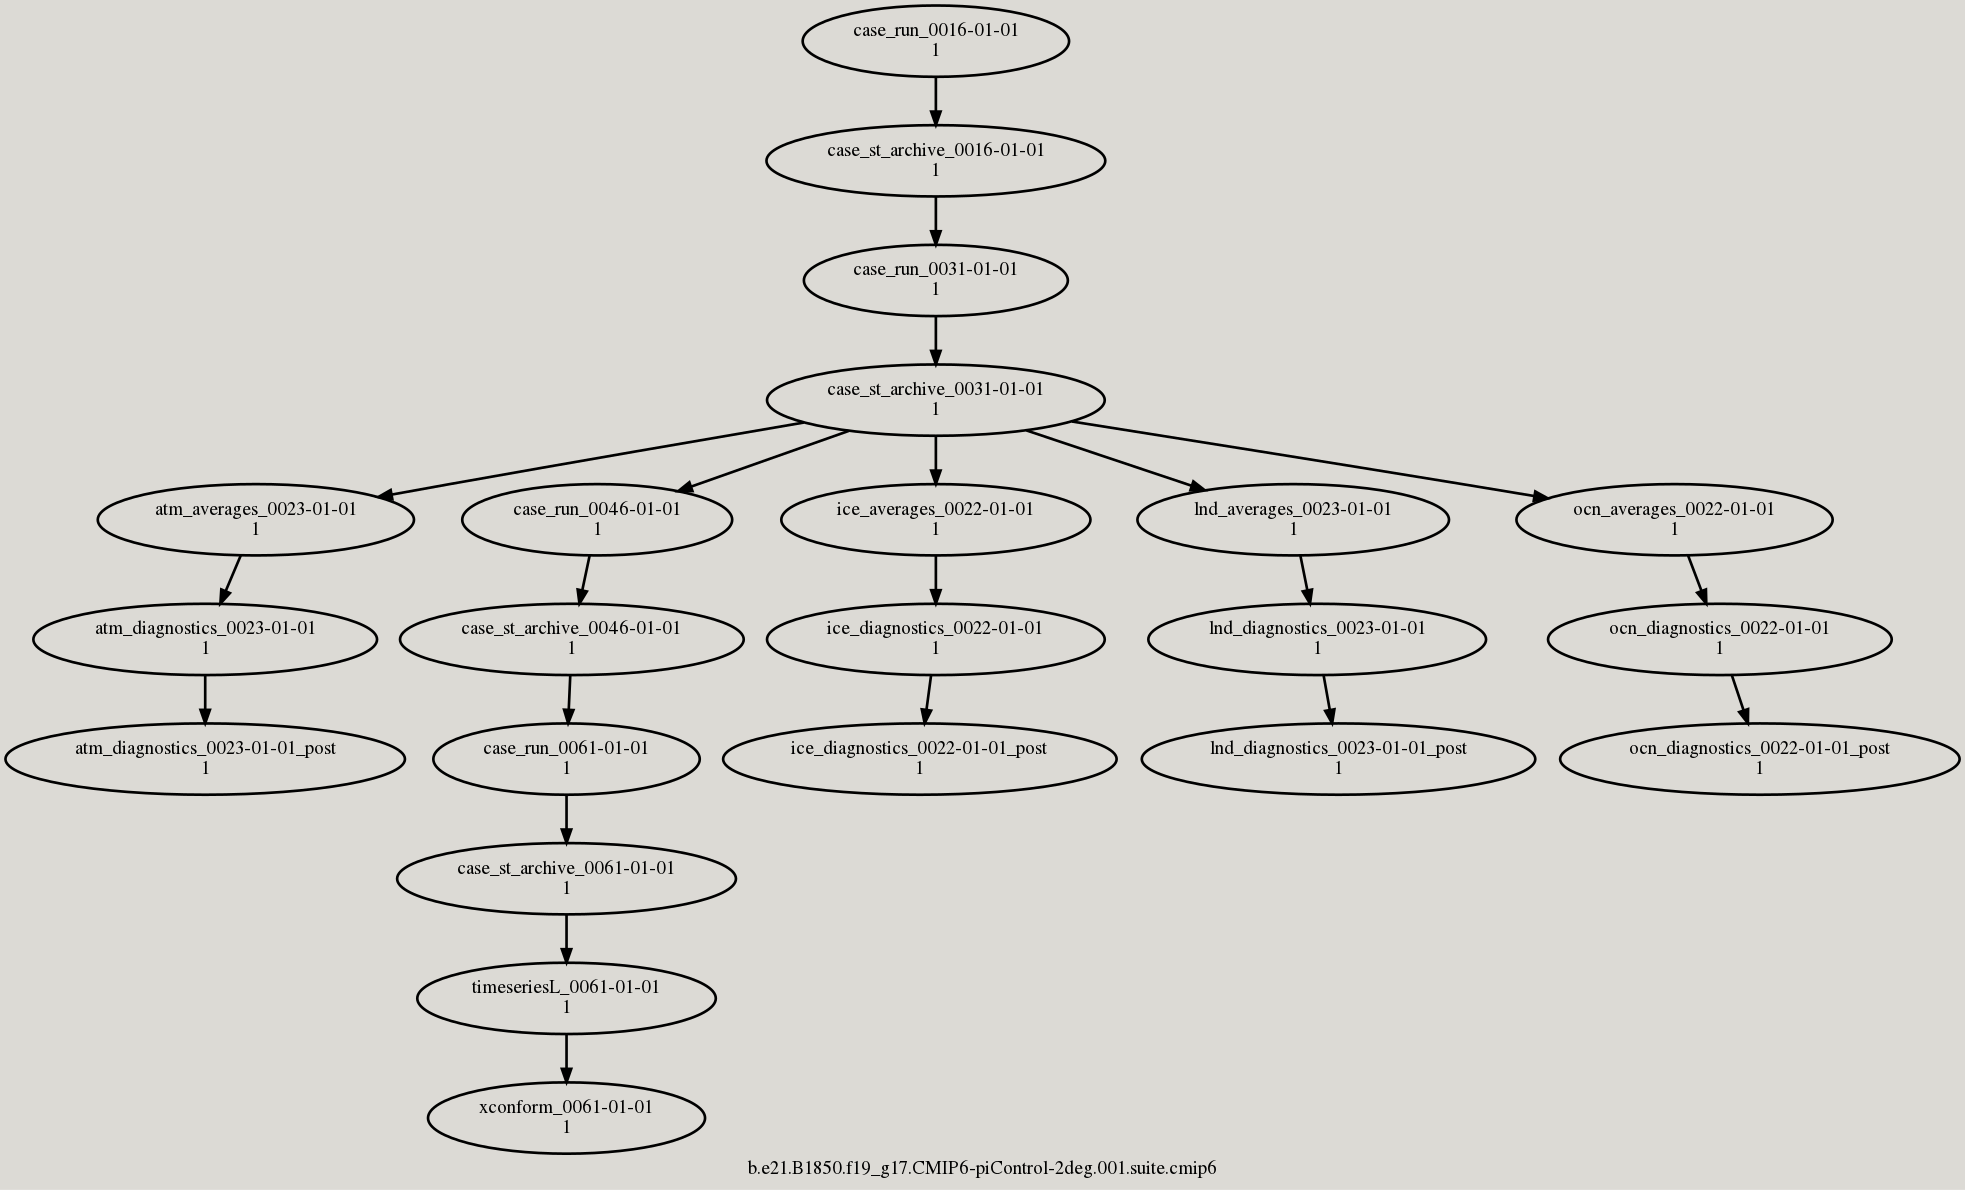 case_run_0016-01-01
1
case_st_archive_0016-01-01
1
case_run_0031-01-01
1
case_st_archive_0031-01-01
1
atm_averages_0023-01-01
1
case_run_0046-01-01
1
ice_averages_0022-01-01
1
lnd_averages_0023-01-01
1
ocn_averages_0022-01-01
1
atm_diagnostics_0023-01-01
1
case_st_archive_0046-01-01
1
ice_diagnostics_0022-01-01
1
lnd_diagnostics_0023-01-01
1
ocn_diagnostics_0022-01-01
1
atm_diagnostics_0023-01-01_post
1
case_run_0061-01-01
1
ice_diagnostics_0022-01-01_post
1
lnd_diagnostics_0023-01-01_post
1
ocn_diagnostics_0022-01-01_post
1
case_st_archive_0061-01-01
1
timeseriesL_0061-01-01
1
xconform_0061-01-01
1
b.e21.B1850.f19_g17.CMIP6-piControl-2deg.001.suite.cmip6